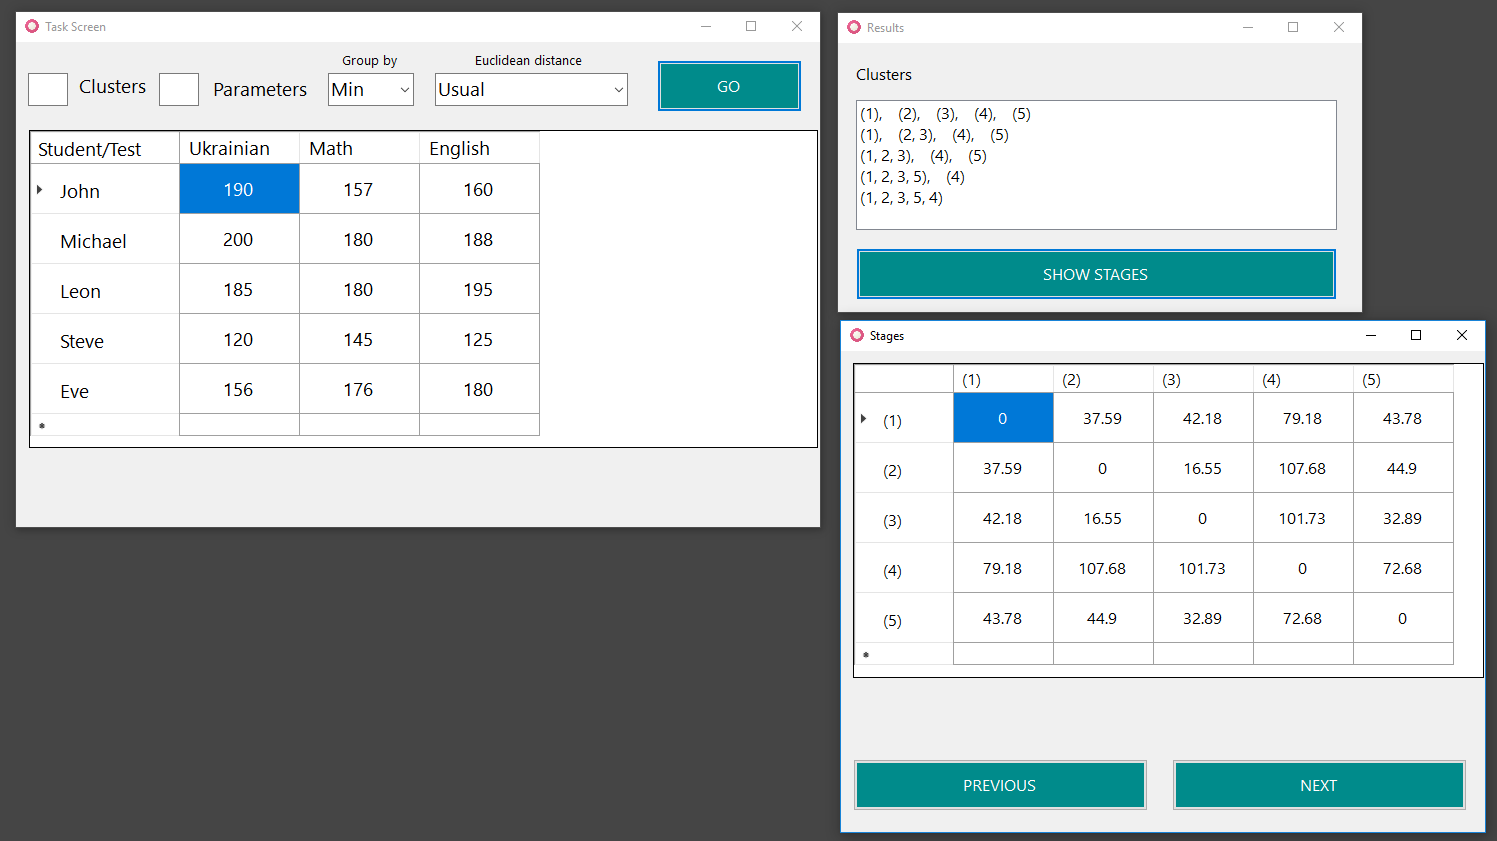 Task Screen
Group by
Euclidean distance
Clusters
Parameters
Min
Usual
GO
Student/Test Ukrainian Math English
John 190 157 160
Michael 200 180 188
Leon 185 180 195
Steve 120 145 125
Eve 156 176 180
Results
Clusters
(1), (2), (3), (4), (5)
(1), (2, 3), (4), (5)
(1, 2, 3), (4), (5)
(1, 2, 3, 5), (4)
(1, 2, 3, 5, 4)
SHOW STAGES
Stages
(1) (2) (3) (4) (5)
(1) 0 37.59 42.18 79.18 43.78
(2) 37.59 0 16.55 107.68 44.9
(3) 42.18 16.55 0 101.73 32.89
(4) 79.18 107.68 101.73 0 72.68
(5) 43.78 44.9 32.89 72.68 0
PREVIOUS
NEXT